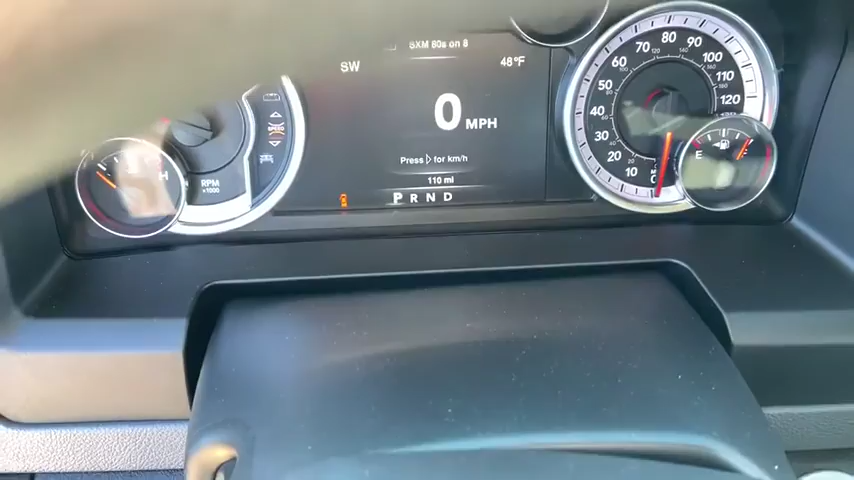 SXM 80s on 8
SW
48°F
0 MPH
Press ▷ for km/h
110 mi
P R N D
SPEED
RPM
x1000
H
10
20
30
40
50
60
70
80
90
100
110
120
E
F
C